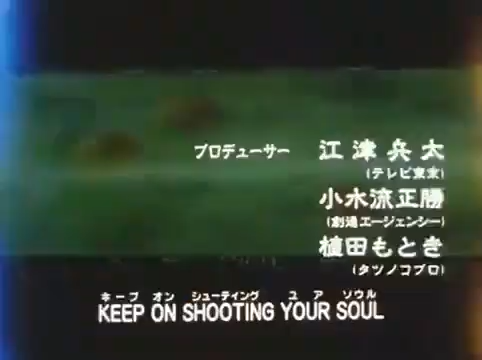 プロデューサー 江津兵太
(テレビ東京)
小木流正勝
(創通エージェンシー)
植田もとき
(タツノコプロ)
キープ オン シューティング ユア ソウル
KEEP ON SHOOTING YOUR SOUL